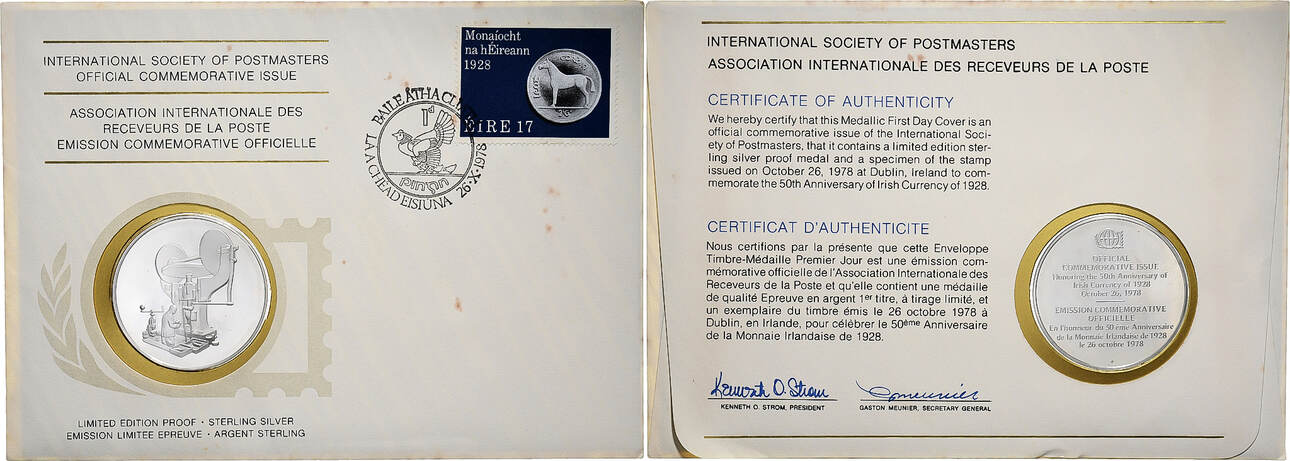 INTERNATIONAL SOCIETY OF POSTMASTERS
OFFICIAL COMMEMORATIVE ISSUE
ASSOCIATION INTERNATIONALE DES
RECEVEURS DE LA POSTE
EMISSION COMMEMORATIVE OFFICIELLE
Monaíocht
na hÉireann
1928
ÉIRE 17
BAILE ÁTHA CLIATH
1d
LÁ A CHÉAD EISIÚNA 26·X·1978
LIMITED EDITION PROOF · STERLING SILVER
EMISSION LIMITEE EPREUVE · ARGENT STERLING
INTERNATIONAL SOCIETY OF POSTMASTERS
ASSOCIATION INTERNATIONALE DES RECEVEURS DE LA POSTE
CERTIFICATE OF AUTHENTICITY
We hereby certify that this Medallic First Day Cover is an
official commemorative issue of the International Soci-
ety of Postmasters, that it contains a limited edition ster-
ling silver proof medal and a specimen of the stamp
issued on October 26, 1978 at Dublin, Ireland to com-
memorate the 50th Anniversary of Irish Currency of 1928.
CERTIFICAT D'AUTHENTICITE
Nous certifions par la présente que cette Enveloppe
Timbre-Médaille Premier Jour est une émission com-
mémorative officielle de l'Association Internationale des
Receveurs de la Poste et qu'elle contient une médaille
de qualité Epreuve en argent 1er titre, à tirage limité, et
un exemplaire du timbre émis le 26 octobre 1978 à
Dublin, en Irlande, pour célébrer le 50ème Anniversaire
de la Monnaie Irlandaise de 1928.
Kenneth O. Strom
KENNETH O. STROM, PRESIDENT
GMeunier
GASTON MEUNIER, SECRETARY GENERAL
OFFICIAL
COMMEMORATIVE ISSUE
Honoring the 50th Anniversary of
Irish Currency of 1928
October 26, 1978
EMISSION COMMEMORATIVE
OFFICIELLE
En l'honneur du 50ème Anniversaire
de la Monnaie Irlandaise de 1928
le 26 octobre 1978